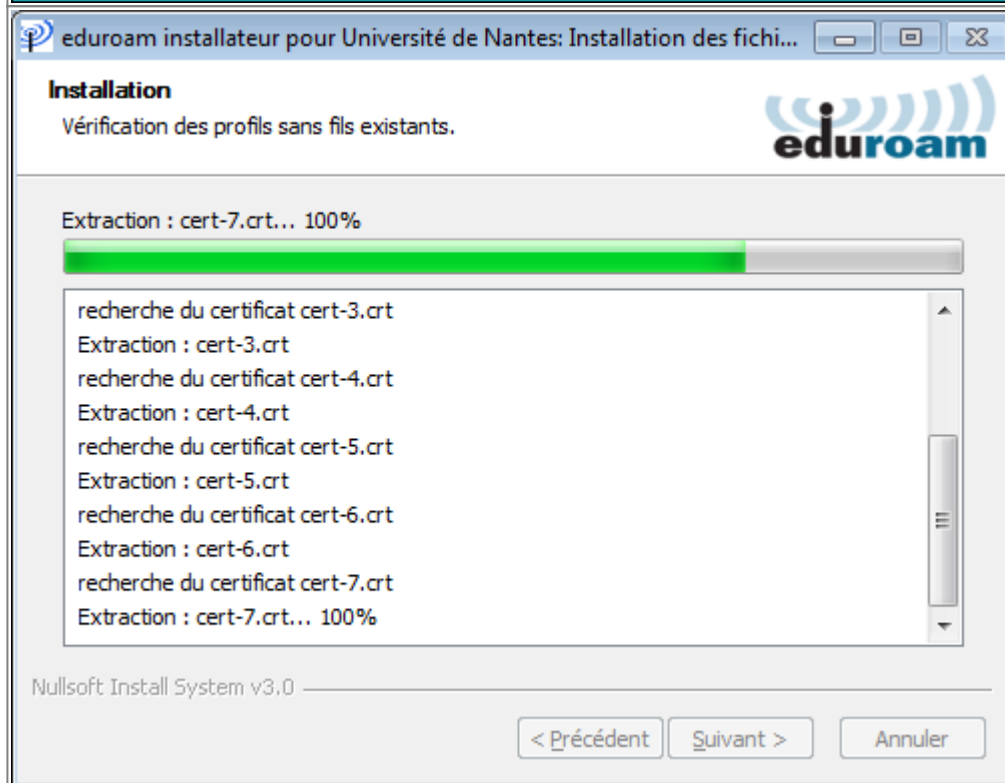 eduroam installateur pour Université de Nantes: Installation des fichi...
Installation
Vérification des profils sans fils existants.
eduroam
Extraction : cert-7.crt... 100%
recherche du certificat cert-3.crt
Extraction : cert-3.crt
recherche du certificat cert-4.crt
Extraction : cert-4.crt
recherche du certificat cert-5.crt
Extraction : cert-5.crt
recherche du certificat cert-6.crt
Extraction : cert-6.crt
recherche du certificat cert-7.crt
Extraction : cert-7.crt... 100%
Nullsoft Install System v3.0
< Précédent
Suivant >
Annuler